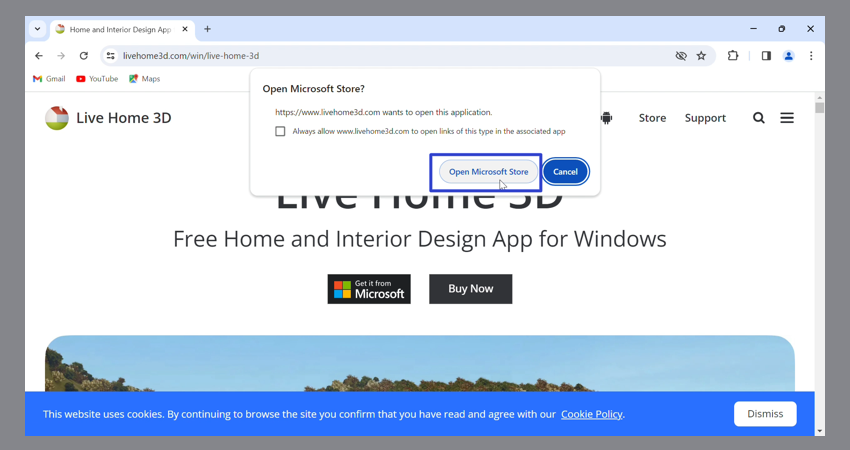 Home and Interior Design App
livehome3d.com/win/live-home-3d
Gmail YouTube Maps
Open Microsoft Store?
https://www.livehome3d.com wants to open this application.
Always allow www.livehome3d.com to open links of this type in the associated app
Open Microsoft Store Cancel
Live Home 3D
Store Support
Live Home 3D
Free Home and Interior Design App for Windows
Get it from
Microsoft
Buy Now
This website uses cookies. By continuing to browse the site you confirm that you have read and agree with our Cookie Policy.
Dismiss